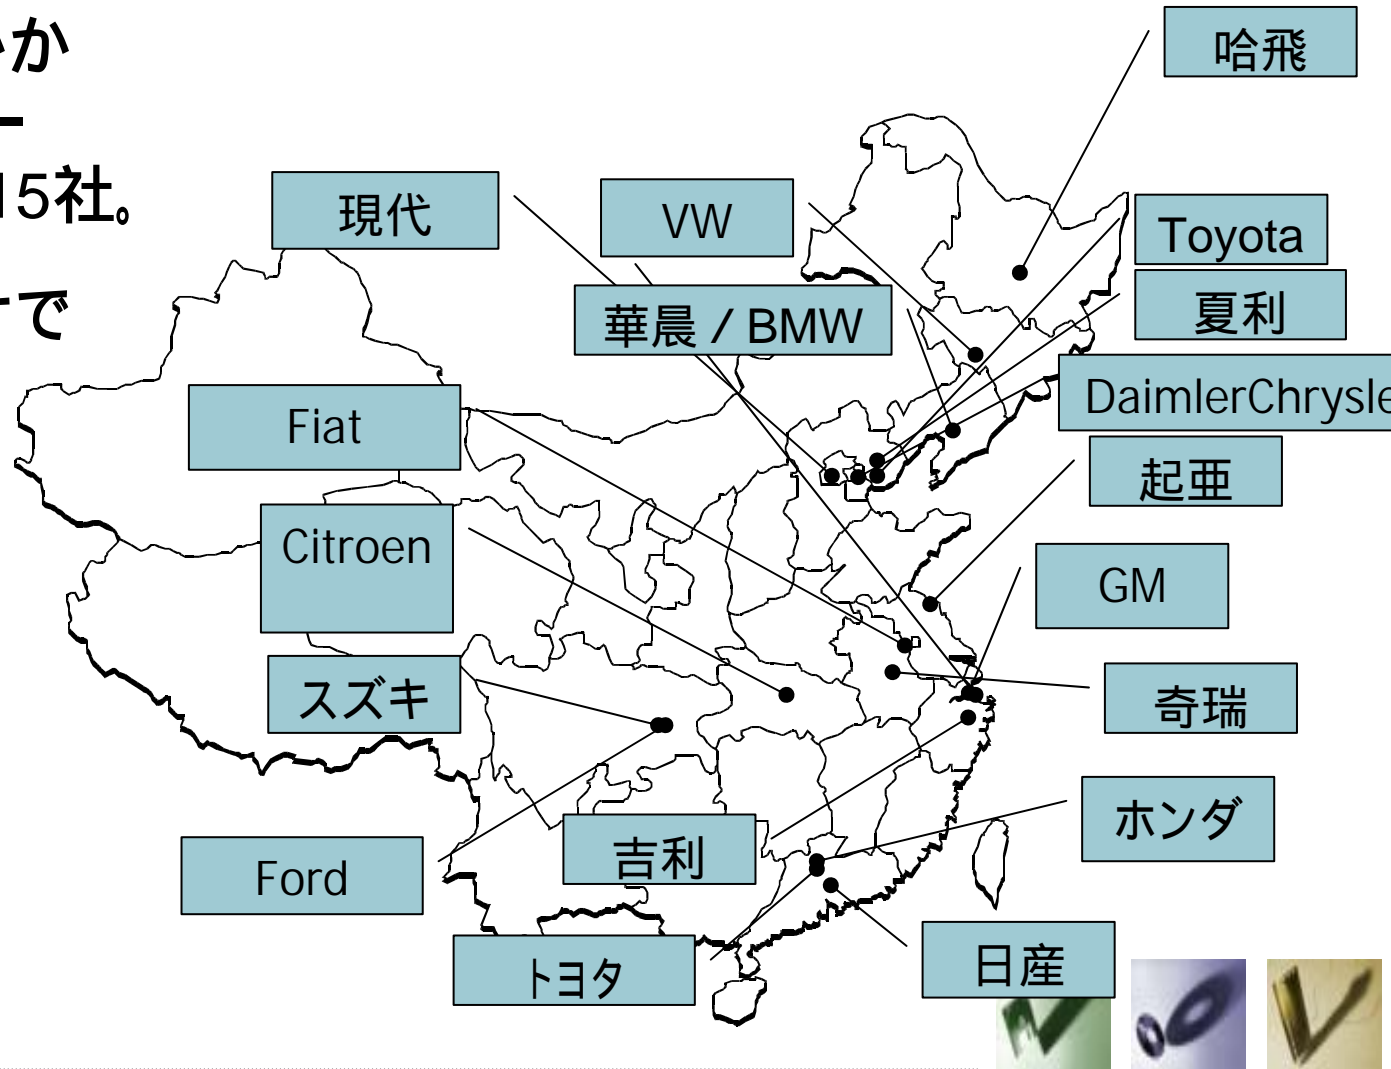 か
ー
15社。
で
哈飛
現代
VW
Toyota
華晨 / BMW
夏利
DaimlerChrysle
Fiat
起亜
Citroen
GM
スズキ
奇瑞
ホンダ
吉利
Ford
日産
トヨタ